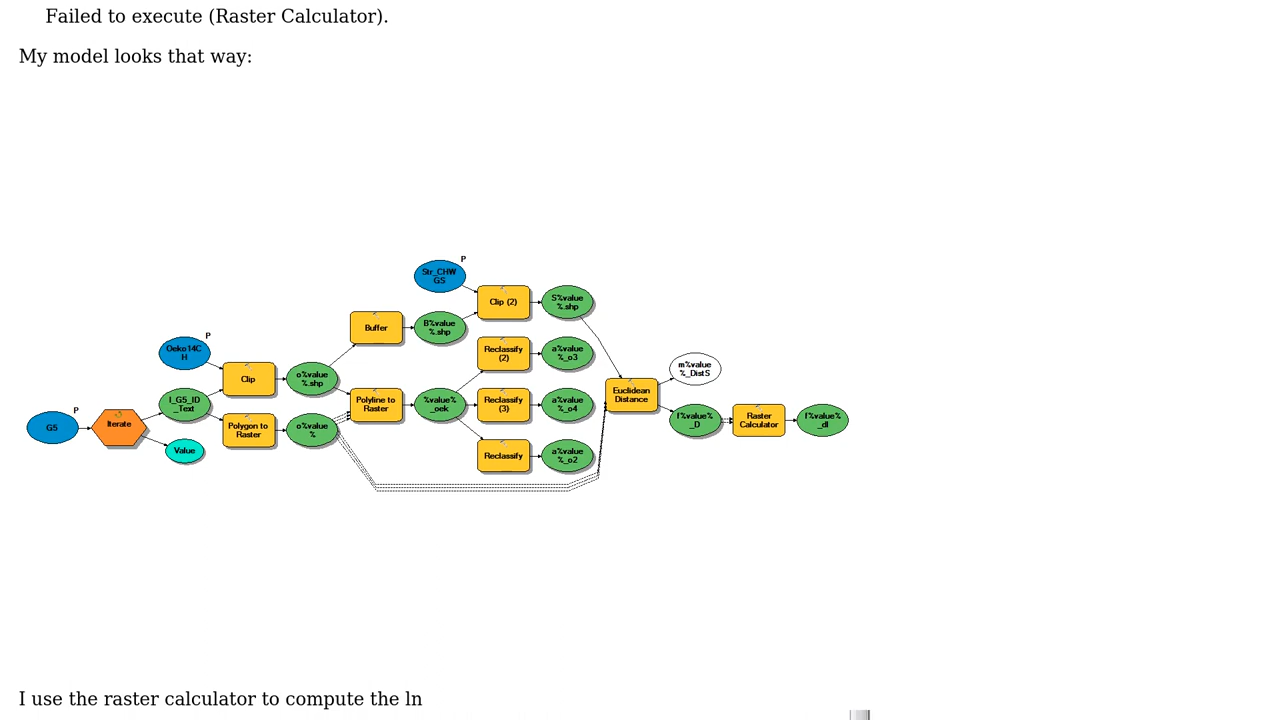 Failed to execute (Raster Calculator).
My model looks that way:
P
Str_CHW
G5
Clip (2)
S%value
%.shp
Buffer
B%value
%.shp
P
Oeko14C
H
Reclassify
(2)
a%value
%_o3
m%value
%_DistS
Clip
o%value
%.shp
Euclidean
Distance
I_G5_ID
_Text
Polyline to
Raster
%value%
_oek
Reclassify
(3)
a%value
%_o4
P
G5
Iterate
Polygon to
Raster
o%value
%
l%value%
_D
Raster
Calculator
l%value%
_dl
Value
Reclassify
a%value
%_o2
I use the raster calculator to compute the ln